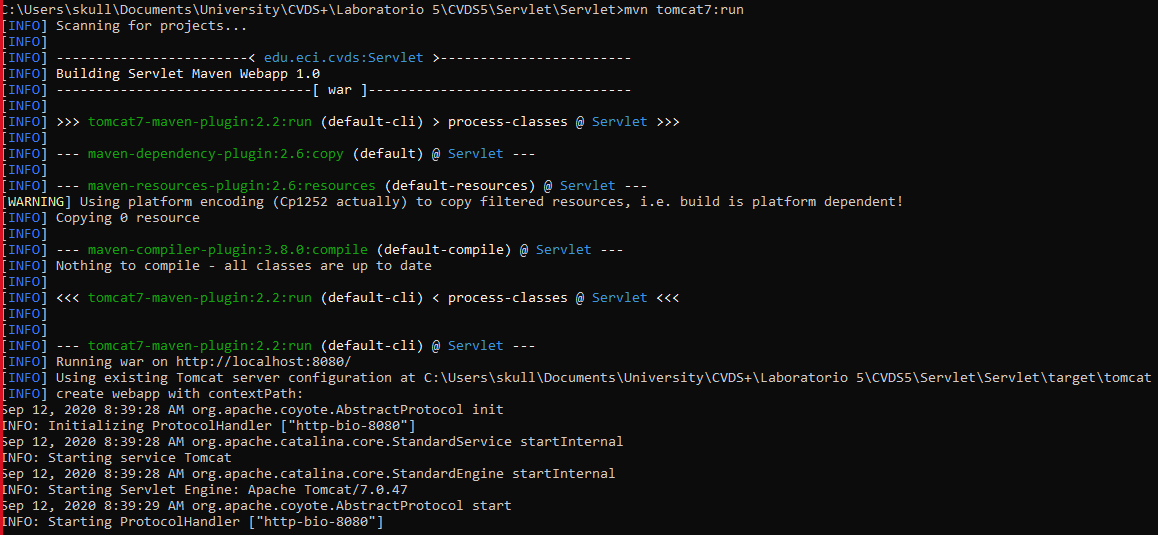 C:\Users\skull\Documents\University\CVDS+\Laboratorio 5\CVDS5\Servlet\Servlet>mvn tomcat7:run
[INFO] Scanning for projects...
[INFO]
[INFO] ------------------------< edu.eci.cvds:Servlet >------------------------
[INFO] Building Servlet Maven Webapp 1.0
[INFO] --------------------------------[ war ]---------------------------------
[INFO]
[INFO] >>> tomcat7-maven-plugin:2.2:run (default-cli) > process-classes @ Servlet >>>
[INFO]
[INFO] --- maven-dependency-plugin:2.6:copy (default) @ Servlet ---
[INFO]
[INFO] --- maven-resources-plugin:2.6:resources (default-resources) @ Servlet ---
[WARNING] Using platform encoding (Cp1252 actually) to copy filtered resources, i.e. build is platform dependent!
[INFO] Copying 0 resource
[INFO]
[INFO] --- maven-compiler-plugin:3.8.0:compile (default-compile) @ Servlet ---
[INFO] Nothing to compile - all classes are up to date
[INFO]
[INFO] <<< tomcat7-maven-plugin:2.2:run (default-cli) < process-classes @ Servlet <<<
[INFO]
[INFO]
[INFO] --- tomcat7-maven-plugin:2.2:run (default-cli) @ Servlet ---
[INFO] Running war on http://localhost:8080/
[INFO] Using existing Tomcat server configuration at C:\Users\skull\Documents\University\CVDS+\Laboratorio 5\CVDS5\Servlet\Servlet\target\tomcat
[INFO] create webapp with contextPath:
Sep 12, 2020 8:39:28 AM org.apache.coyote.AbstractProtocol init
INFO: Initializing ProtocolHandler ["http-bio-8080"]
Sep 12, 2020 8:39:28 AM org.apache.catalina.core.StandardService startInternal
INFO: Starting service Tomcat
Sep 12, 2020 8:39:28 AM org.apache.catalina.core.StandardEngine startInternal
INFO: Starting Servlet Engine: Apache Tomcat/7.0.47
Sep 12, 2020 8:39:29 AM org.apache.coyote.AbstractProtocol start
INFO: Starting ProtocolHandler ["http-bio-8080"]